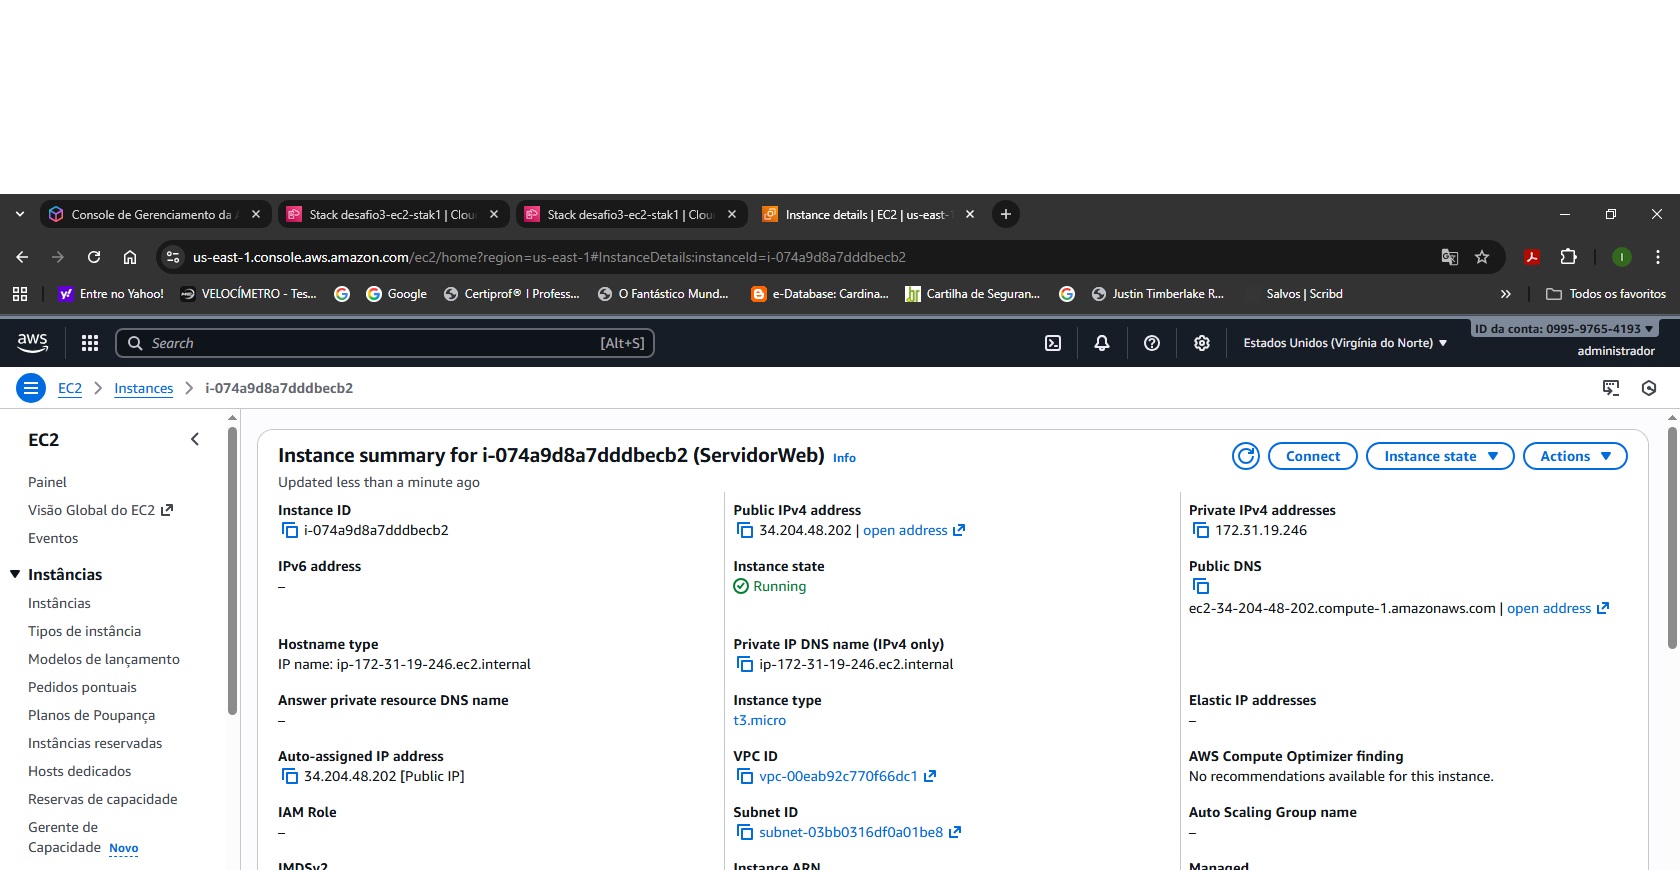 Console de Gerenciamento da A
Stack desafio3-ec2-stak1 | Clou
Stack desafio3-ec2-stak1 | Clou
Instance details | EC2 | us-east-1
us-east-1.console.aws.amazon.com/ec2/home?region=us-east-1#InstanceDetails:instanceId=i-074a9d8a7dddbecb2
I
Entre no Yahoo!
VELOCÍMETRO - Tes...
Google
Certiprof® I Profess...
O Fantástico Mund...
e-Database: Cardina...
Cartilha de Seguran...
Justin Timberlake R...
Salvos | Scribd
Todos os favoritos
aws
Search
[Alt+S]
Estados Unidos (Virgínia do Norte)
ID da conta: 0995-9765-4193
administrador
EC2
Instances
i-074a9d8a7dddbecb2
EC2
Painel
Visão Global do EC2
Eventos
Instâncias
Instâncias
Tipos de instância
Modelos de lançamento
Pedidos pontuais
Planos de Poupança
Instâncias reservadas
Hosts dedicados
Reservas de capacidade
Gerente de
Capacidade Novo
Instance summary for i-074a9d8a7dddbecb2 (ServidorWeb) Info
Updated less than a minute ago
Connect
Instance state
Actions
Instance ID
i-074a9d8a7dddbecb2
Public IPv4 address
34.204.48.202 | open address
Private IPv4 addresses
172.31.19.246
IPv6 address
–
Instance state
Running
Public DNS
ec2-34-204-48-202.compute-1.amazonaws.com | open address
Hostname type
IP name: ip-172-31-19-246.ec2.internal
Private IP DNS name (IPv4 only)
ip-172-31-19-246.ec2.internal
Answer private resource DNS name
–
Instance type
t3.micro
Elastic IP addresses
–
Auto-assigned IP address
34.204.48.202 [Public IP]
VPC ID
vpc-00eab92c770f66dc1
AWS Compute Optimizer finding
No recommendations available for this instance.
IAM Role
–
Subnet ID
subnet-03bb0316df0a01be8
Auto Scaling Group name
–
IMDSv2
Instance ARN
Managed